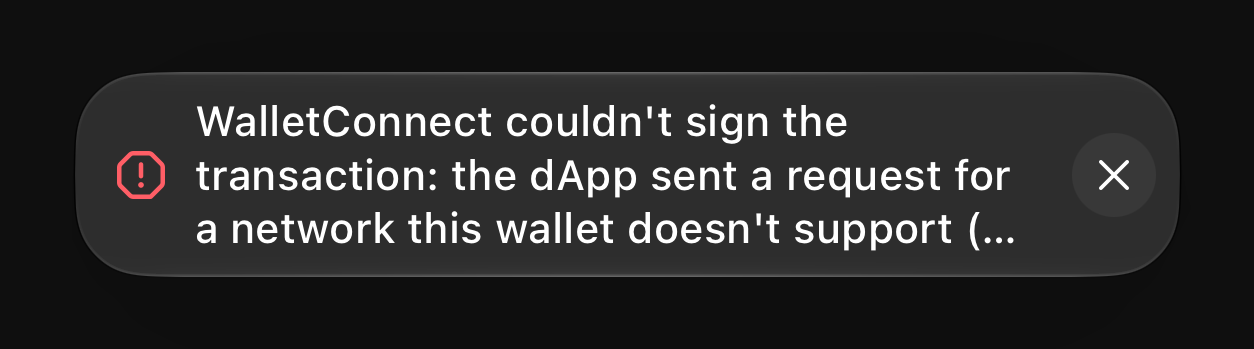 WalletConnect couldn't sign the
transaction: the dApp sent a request for
a network this wallet doesn't support (...